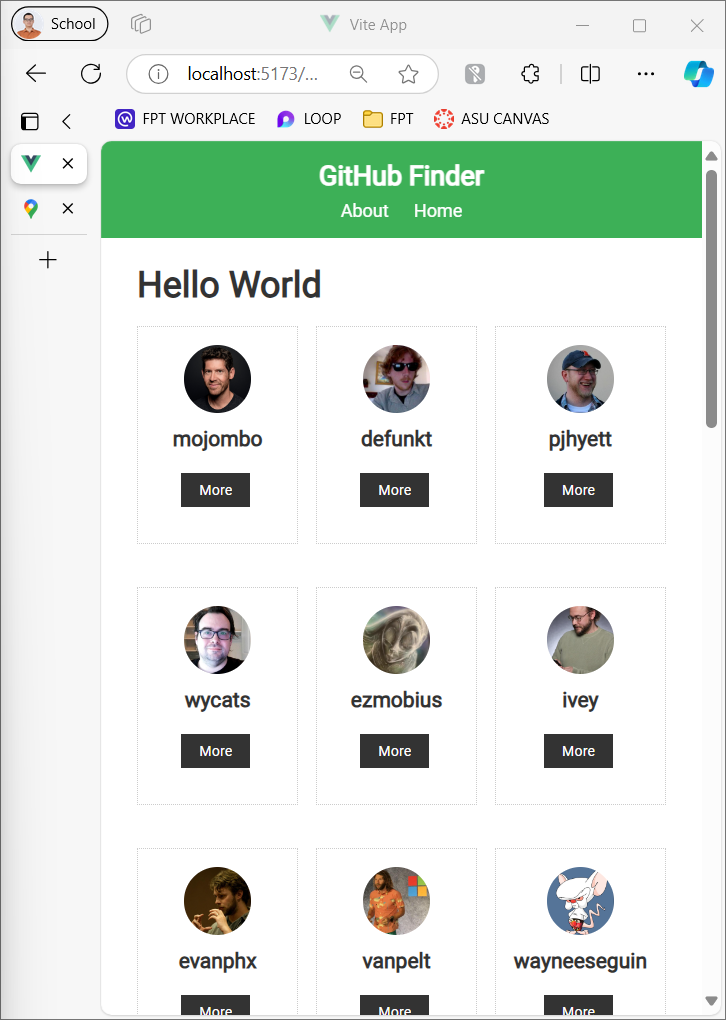 School
Vite App
localhost:5173/...
FPT WORKPLACE LOOP FPT ASU CANVAS
GitHub Finder
About Home
Hello World
mojombo defunkt pjhyett
More More More
wycats ezmobius ivey
More More More
evanphx vanpelt wayneeseguin
More More More